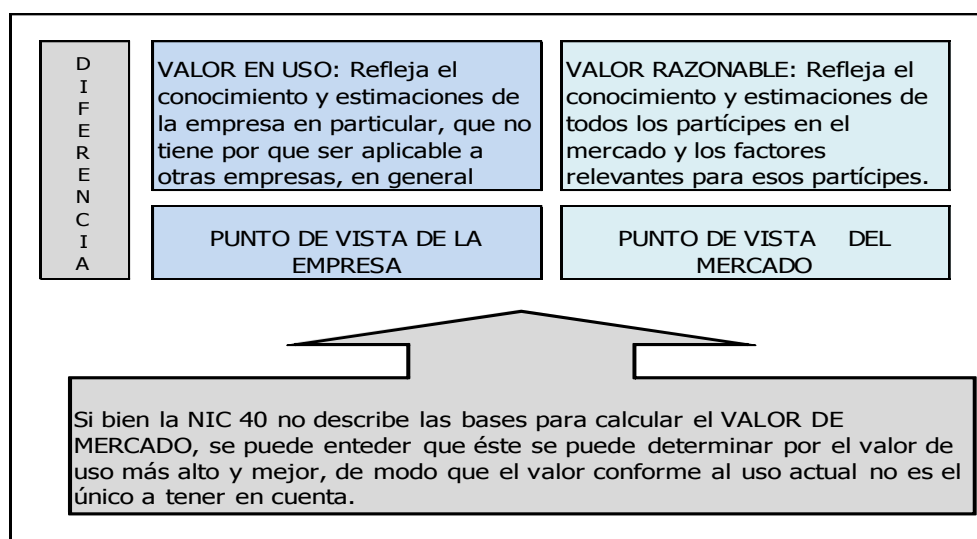 DIFERENCIA
VALOR EN USO: Refleja el
conocimiento y estimaciones de
la empresa en particular, que no
tiene por que ser aplicable a
otras empresas, en general
VALOR RAZONABLE: Refleja el
conocimiento y estimaciones de
todos los partícipes en el
mercado y los factores
relevantes para esos partícipes.
PUNTO DE VISTA DE LA
EMPRESA
PUNTO DE VISTA DEL
MERCADO
Si bien la NIC 40 no describe las bases para calcular el VALOR DE
MERCADO, se puede enteder que éste se puede determinar por el valor de
uso más alto y mejor, de modo que el valor conforme al uso actual no es el
único a tener en cuenta.